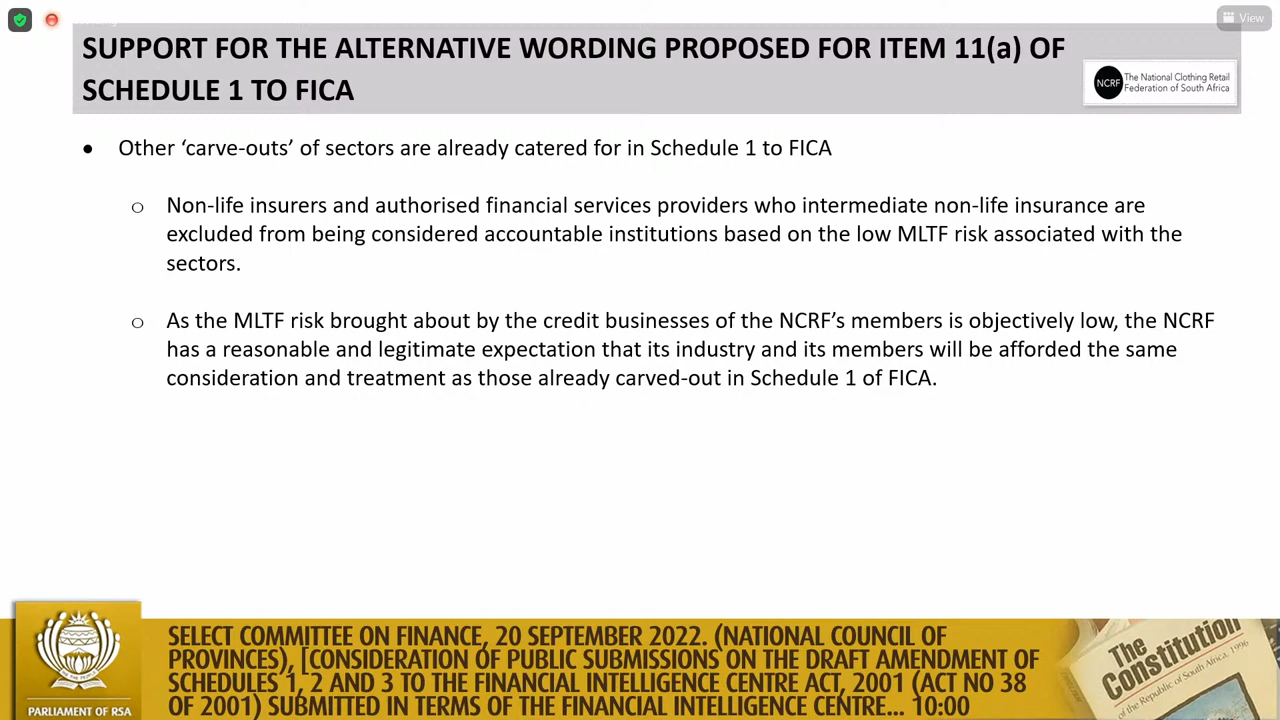 View
SUPPORT FOR THE ALTERNATIVE WORDING PROPOSED FOR ITEM 11(a) OF
SCHEDULE 1 TO FICA
NCRF
The National Clothing Retail
Federation of South Africa
• Other ‘carve-outs’ of sectors are already catered for in Schedule 1 to FICA
o Non-life insurers and authorised financial services providers who intermediate non-life insurance are
excluded from being considered accountable institutions based on the low MLTF risk associated with the
sectors.
o As the MLTF risk brought about by the credit businesses of the NCRF’s members is objectively low, the NCRF
has a reasonable and legitimate expectation that its industry and its members will be afforded the same
consideration and treatment as those already carved-out in Schedule 1 of FICA.
SELECT COMMITTEE ON FINANCE, 20 SEPTEMBER 2022. (NATIONAL COUNCIL OF
PROVINCES), [CONSIDERATION OF PUBLIC SUBMISSIONS ON THE DRAFT AMENDMENT OF
SCHEDULES 1, 2 AND 3 TO THE FINANCIAL INTELLIGENCE CENTRE ACT, 2001 (ACT NO 38
OF 2001) SUBMITTED IN TERMS OF THE FINANCIAL INTELLIGENCE CENTRE... 10:00
PARLIAMENT OF RSA
The
Constitution
of the Republic of South Africa, 1996